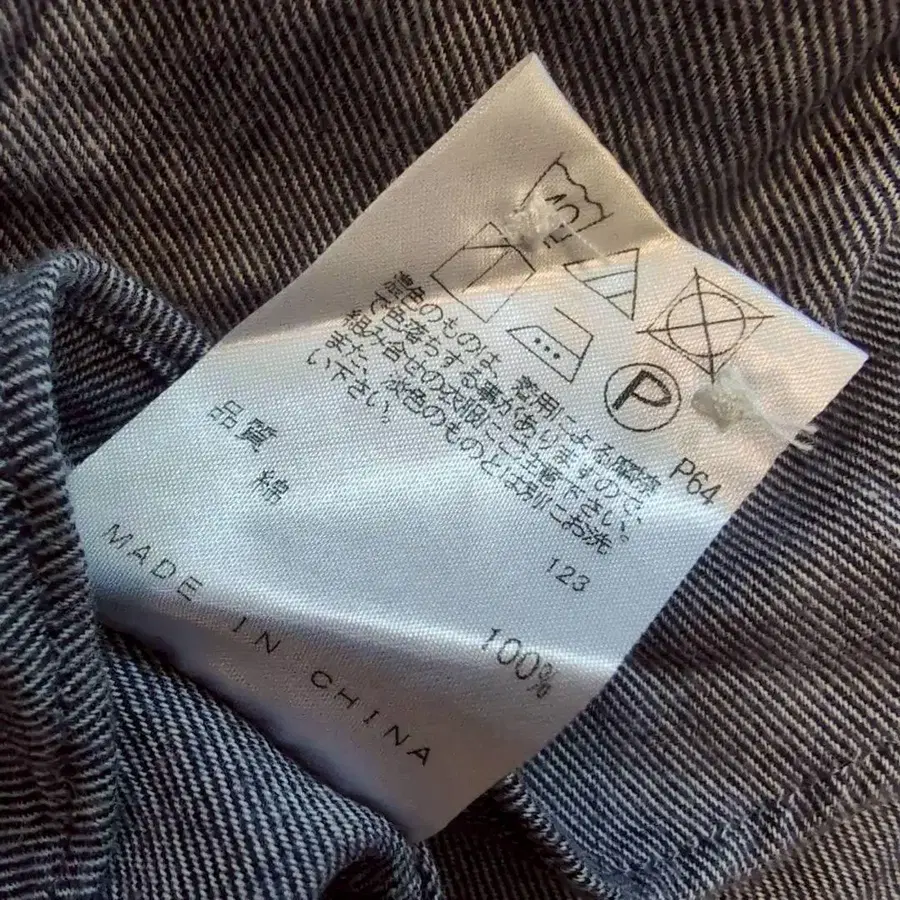 P
P64
濃色のものは、着用による摩擦
で色落ちする事がありますので、
組み合せの衣服にご注意下さい。
また、淡色のものとは別にお洗
い下さい。
123
品質
綿 100%
MADE IN CHINA